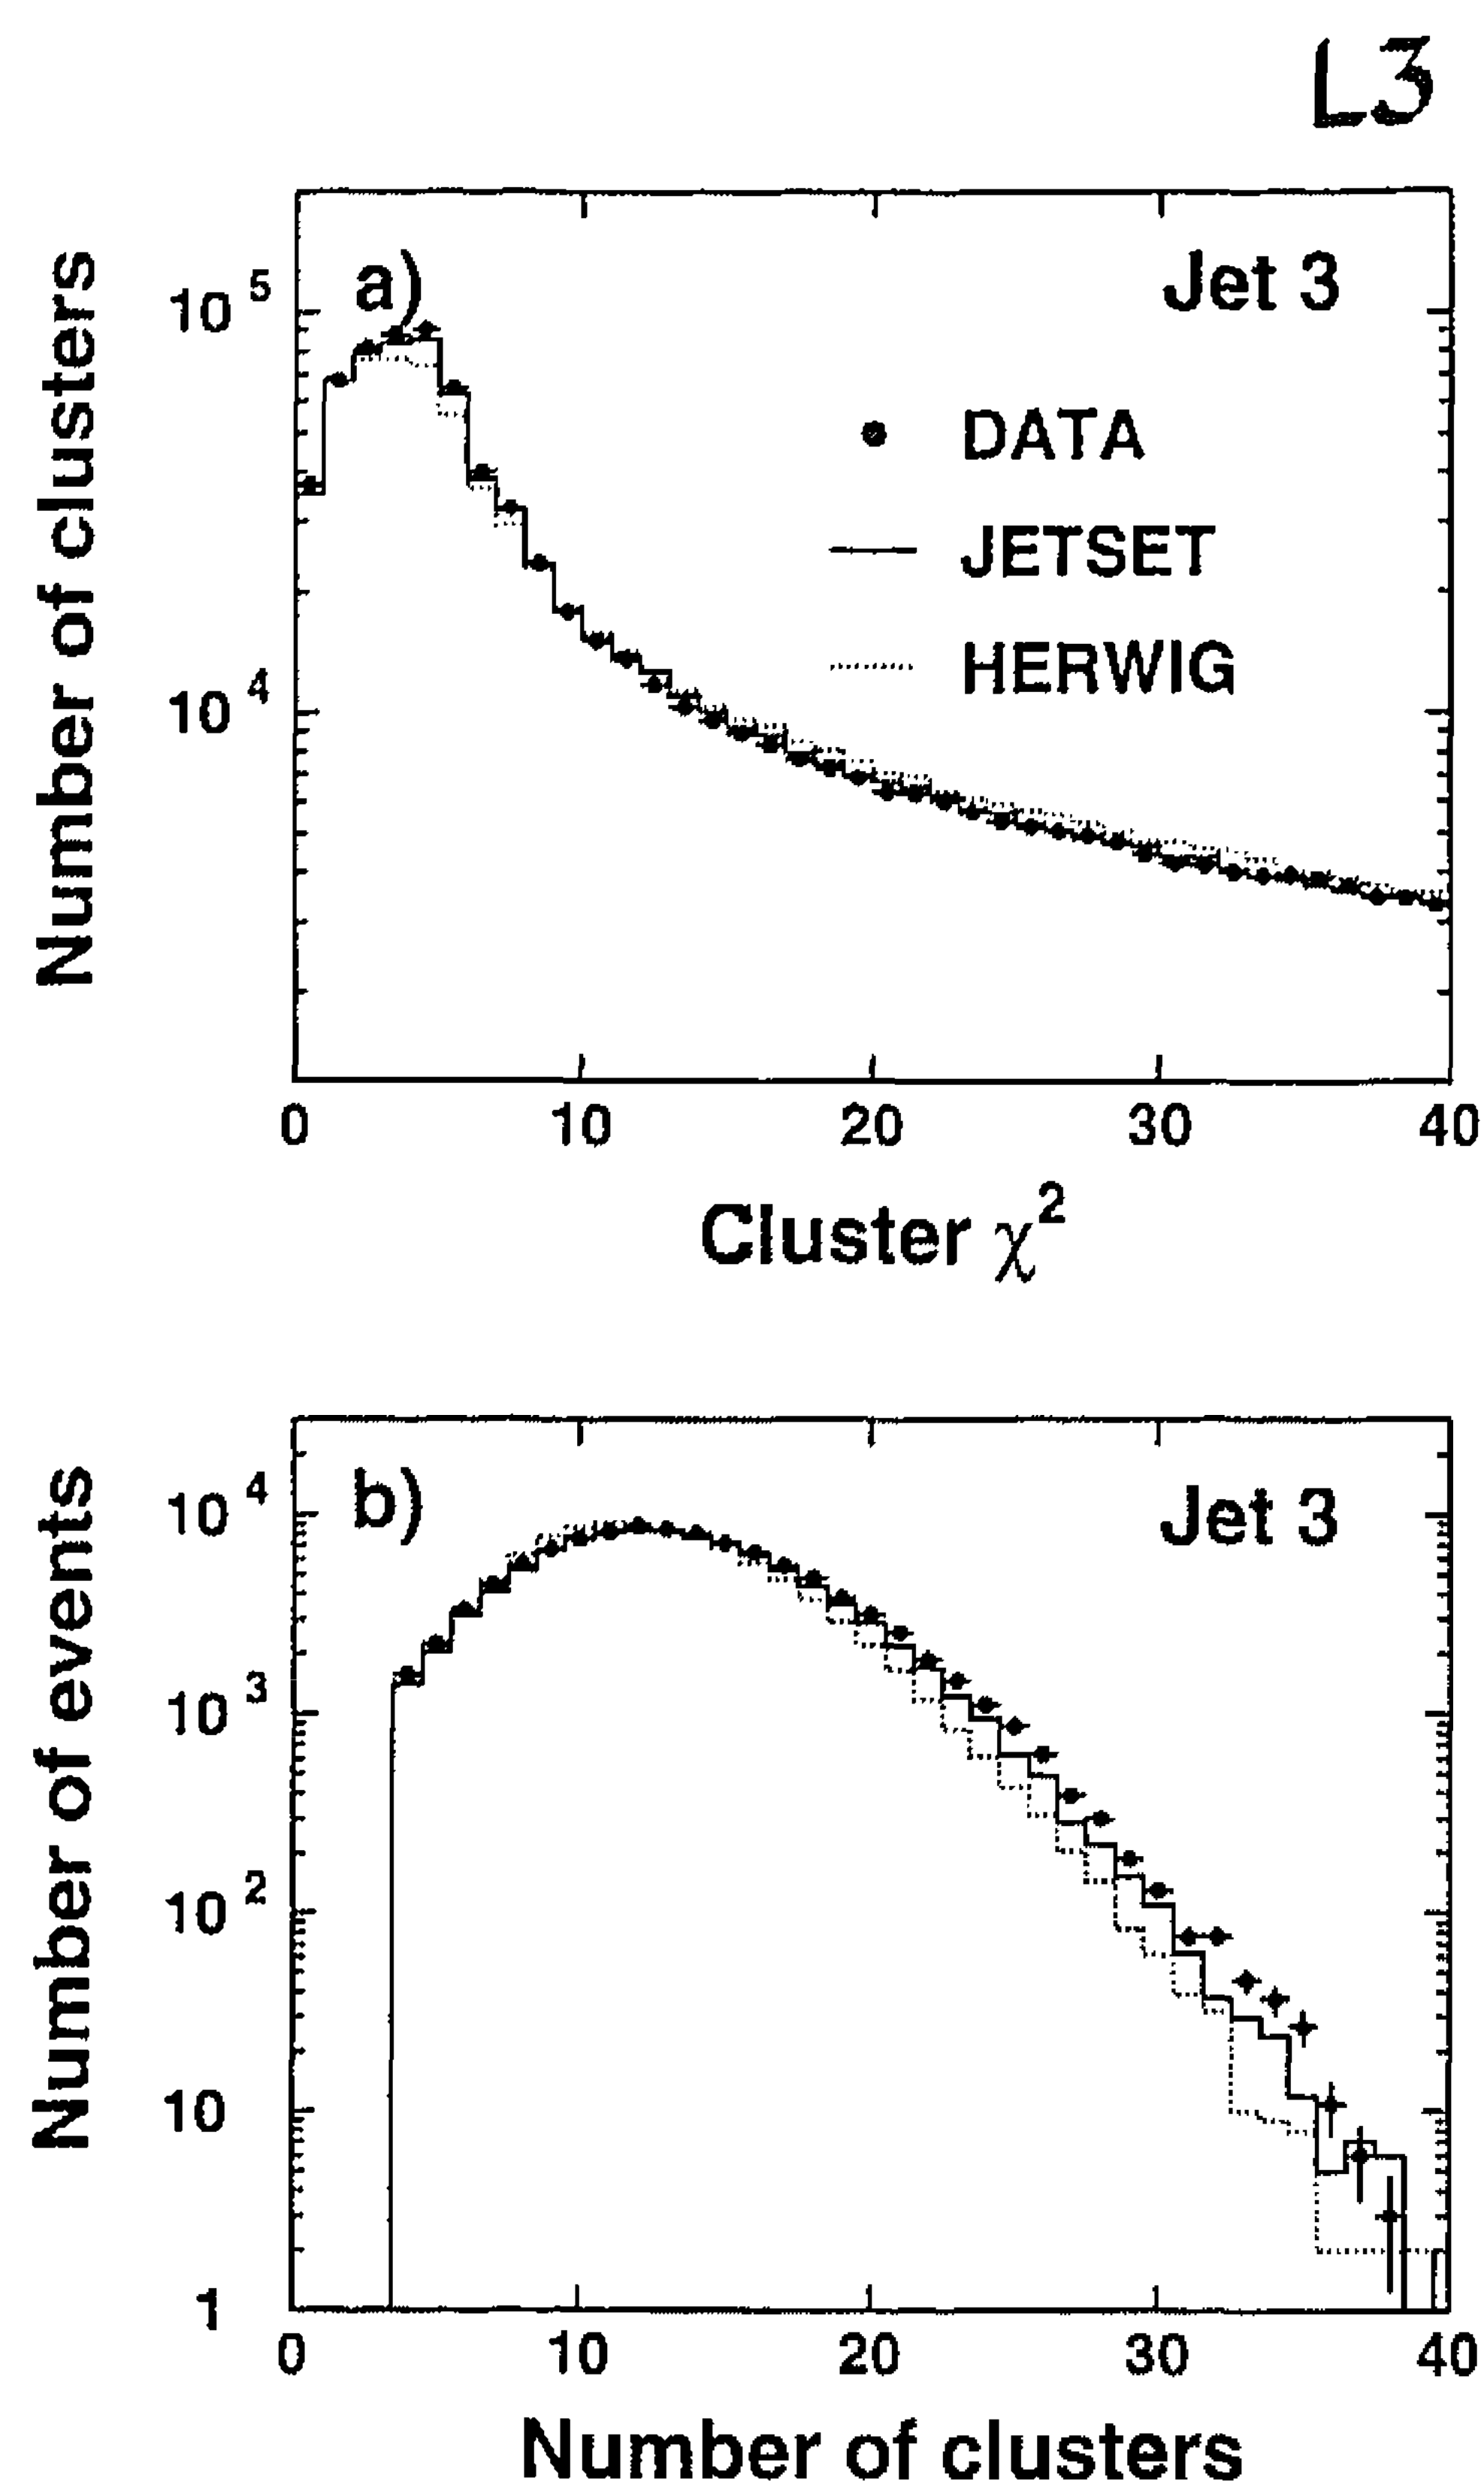 L3
a)
Jet 3
Number of clusters
10 5
10 4
DATA
JETSET
HERWIG
0 10 20 30 40
Cluster χ2
b)
Jet 3
Number of events
10 4
10 3
10 2
10
1
0 10 20 30 40
Number of clusters